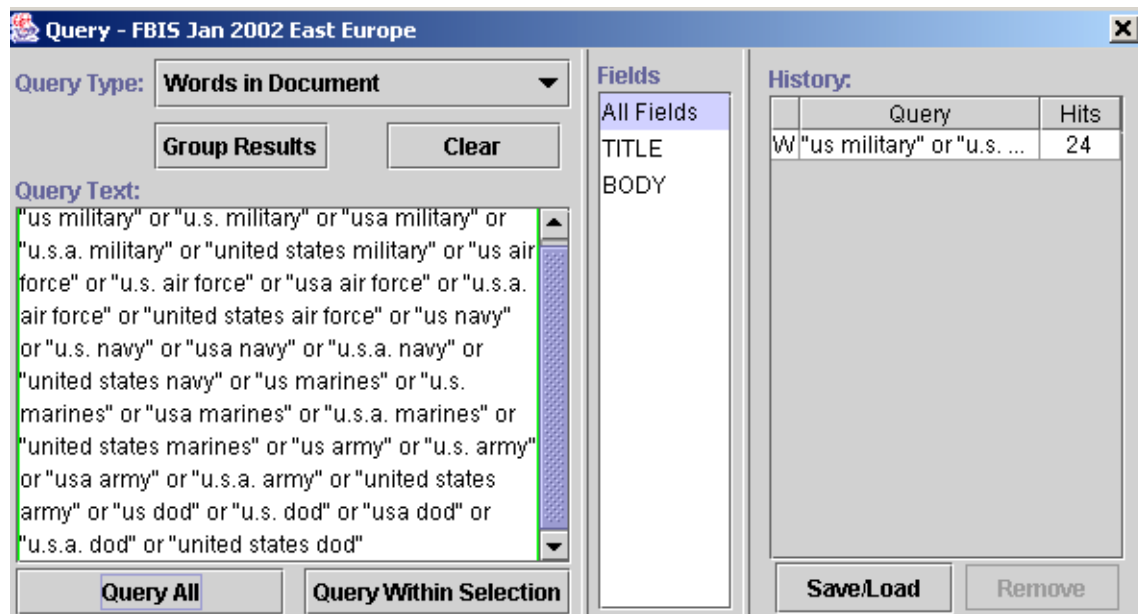 Query - FBIS Jan 2002 East Europe
Query Type:
Words in Document
Group Results
Clear
Query Text:
"us military" or "u.s. military" or "usa military" or
"u.s.a. military" or "united states military" or "us air
force" or "u.s. air force" or "usa air force" or "u.s.a.
air force" or "united states air force" or "us navy"
or "u.s. navy" or "usa navy" or "u.s.a. navy" or
"united states navy" or "us marines" or "u.s.
marines" or "usa marines" or "u.s.a. marines" or
"united states marines" or "us army" or "u.s. army"
or "usa army" or "u.s.a. army" or "united states
army" or "us dod" or "u.s. dod" or "usa dod" or
"u.s.a. dod" or "united states dod"
Query All
Query Within Selection
Fields
All Fields
TITLE
BODY
History:
Query Hits
W "us military" or "u.s. ... 24
Save/Load
Remove